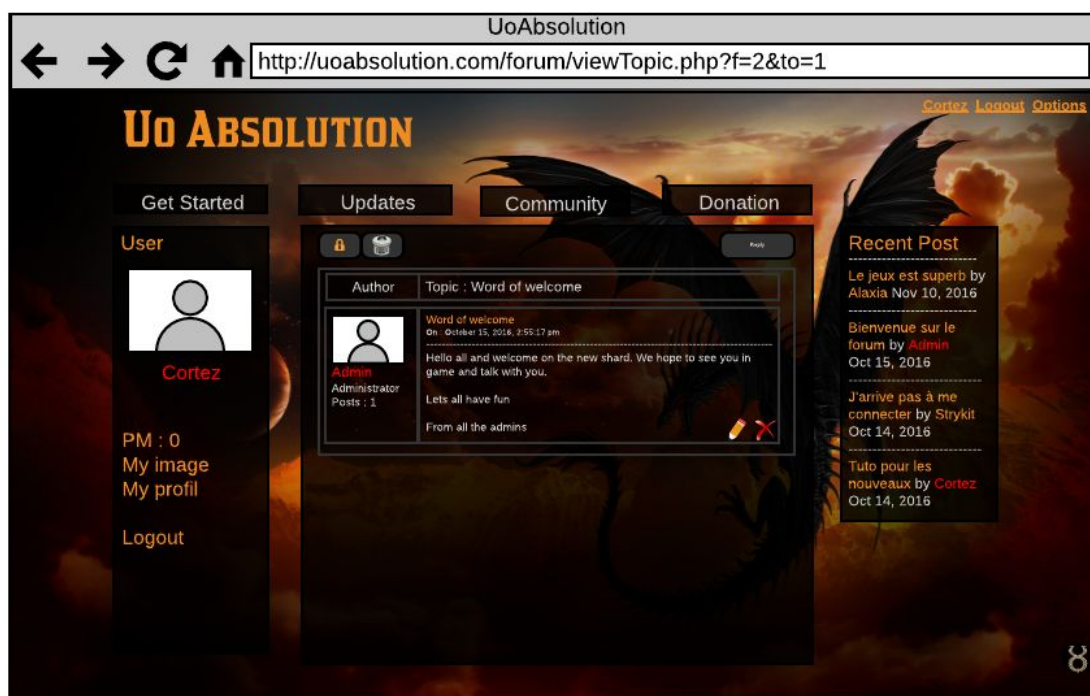 UoAbsolution
http://uoabsolution.com/forum/viewTopic.php?f=2&to=1
Cortez Logout Options
Uo Absolution
Get Started
Updates
Community
Donation
User
Cortez
PM : 0
My image
My profil
Logout
Reply
Author
Topic : Word of welcome
Admin
Administrator
Posts : 1
Word of welcome
On : October 15, 2016, 2:55:17 pm
Hello all and welcome on the new shard. We hope to see you in
game and talk with you.
Lets all have fun
From all the admins
Recent Post
Le jeux est superb by
Alaxia Nov 10, 2016
Bienvenue sur le
forum by Admin
Oct 15, 2016
J'arrive pas à me
connecter by Strykit
Oct 14, 2016
Tuto pour les
nouveaux by Cortez
Oct 14, 2016